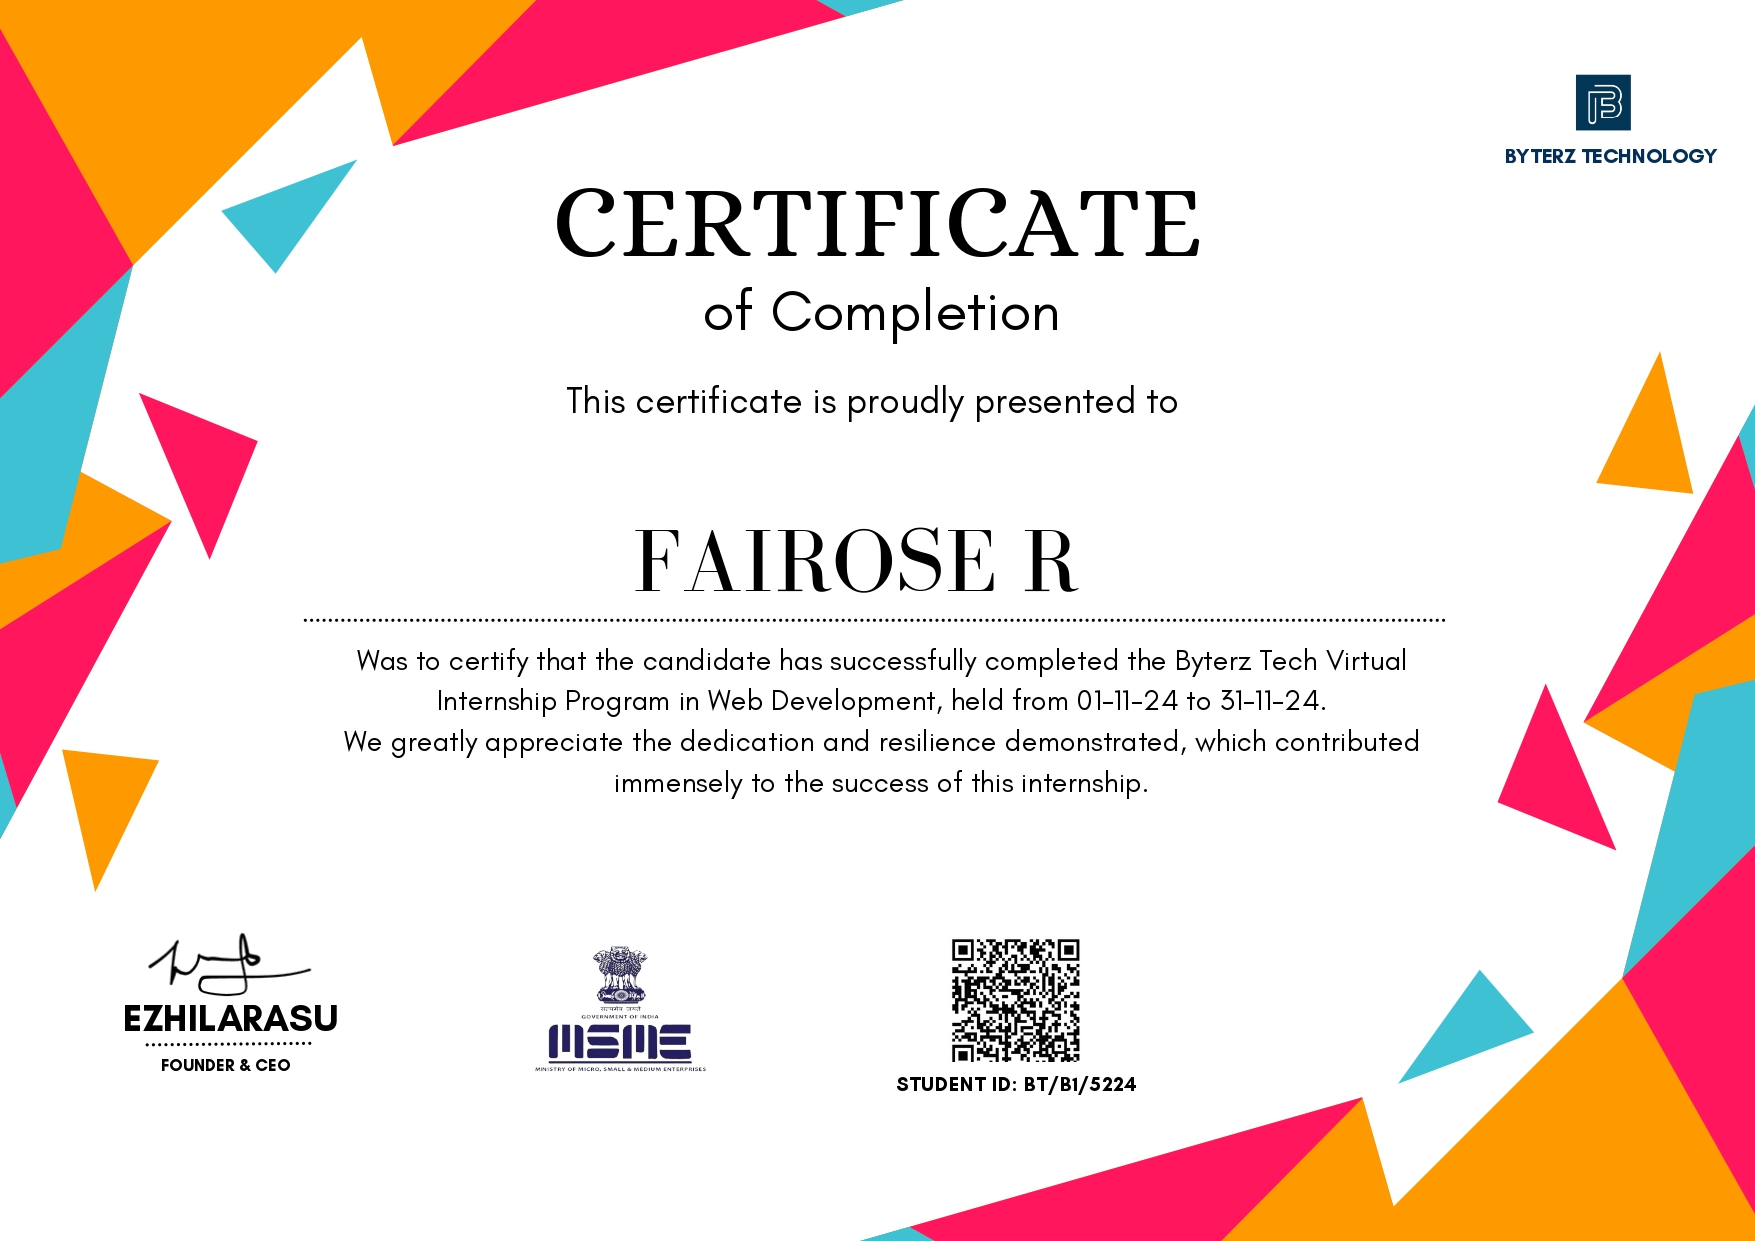 BYTERZ TECHNOLOGY
CERTIFICATE
of Completion
This certificate is proudly presented to
FAIROSE R
Was to certify that the candidate has successfully completed the Byterz Tech Virtual
Internship Program in Web Development, held from 01-11-24 to 31-11-24.
We greatly appreciate the dedication and resilience demonstrated, which contributed
immensely to the success of this internship.
EZHILARASU
FOUNDER & CEO
सत्यमेव जयते
GOVERNMENT OF INDIA
MSME
MINISTRY OF MICRO, SMALL & MEDIUM ENTERPRISES
STUDENT ID: BT/B1/5224